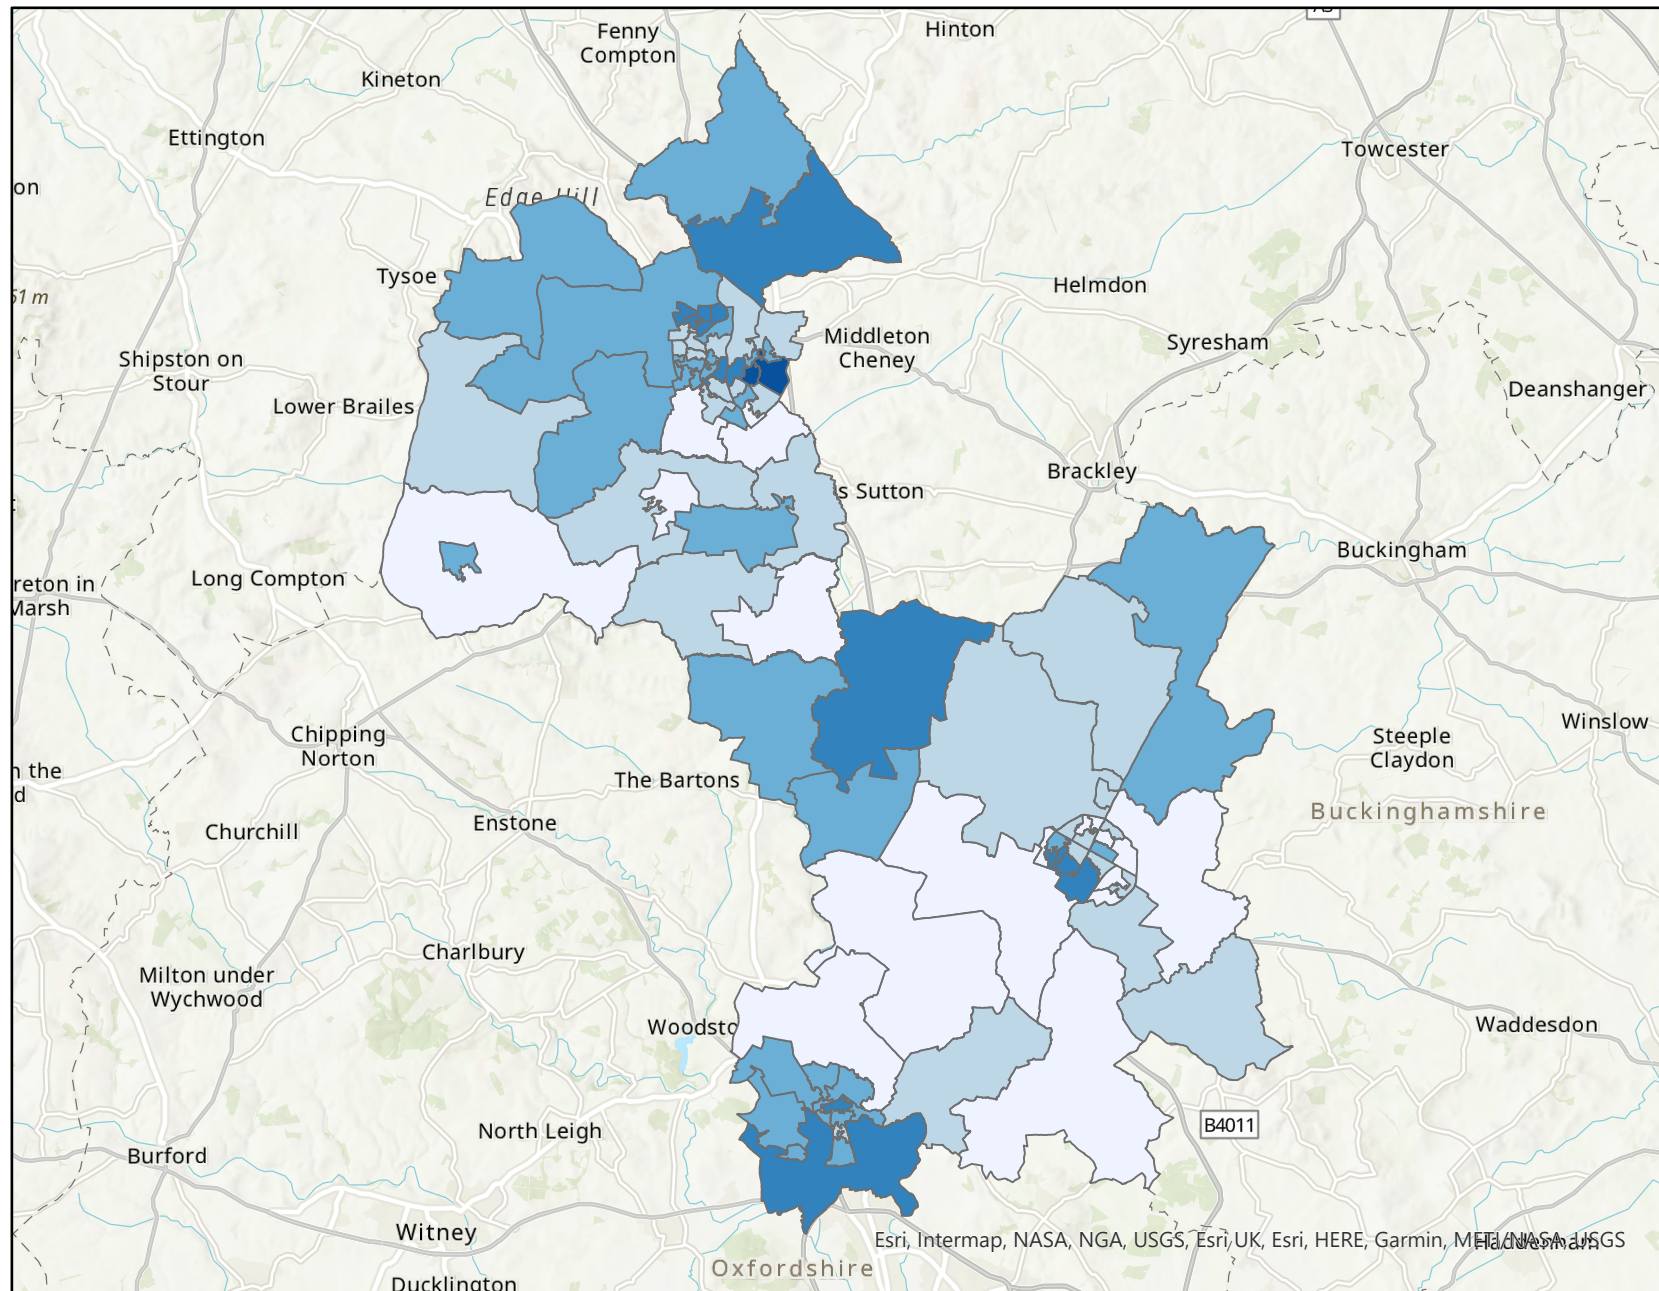 Fenny
Compton
Hinton
Kineton
Ettington
Towcester
on
Edge Hill
Tysoe
51 m
Helmdon
Middleton
Cheney
Syresham
Shipston on
Stour
Deanshanger
Lower Brailes
Brackley
s Sutton
Buckingham
Long Compton
reton in
Marsh
Winslow
Chipping
Norton
Steeple
Claydon
n the
d
The Bartons
Buckinghamshire
Enstone
Churchill
Charlbury
Milton under
Wychwood
Woodsto
Waddesdon
B4011
North Leigh
Burford
Witney
Esri, Intermap, NASA, NGA, USGS, Esri UK, Esri, HERE, Garmin, METI/NASA, USGS
Haddenham
Oxfordshire
Ducklington